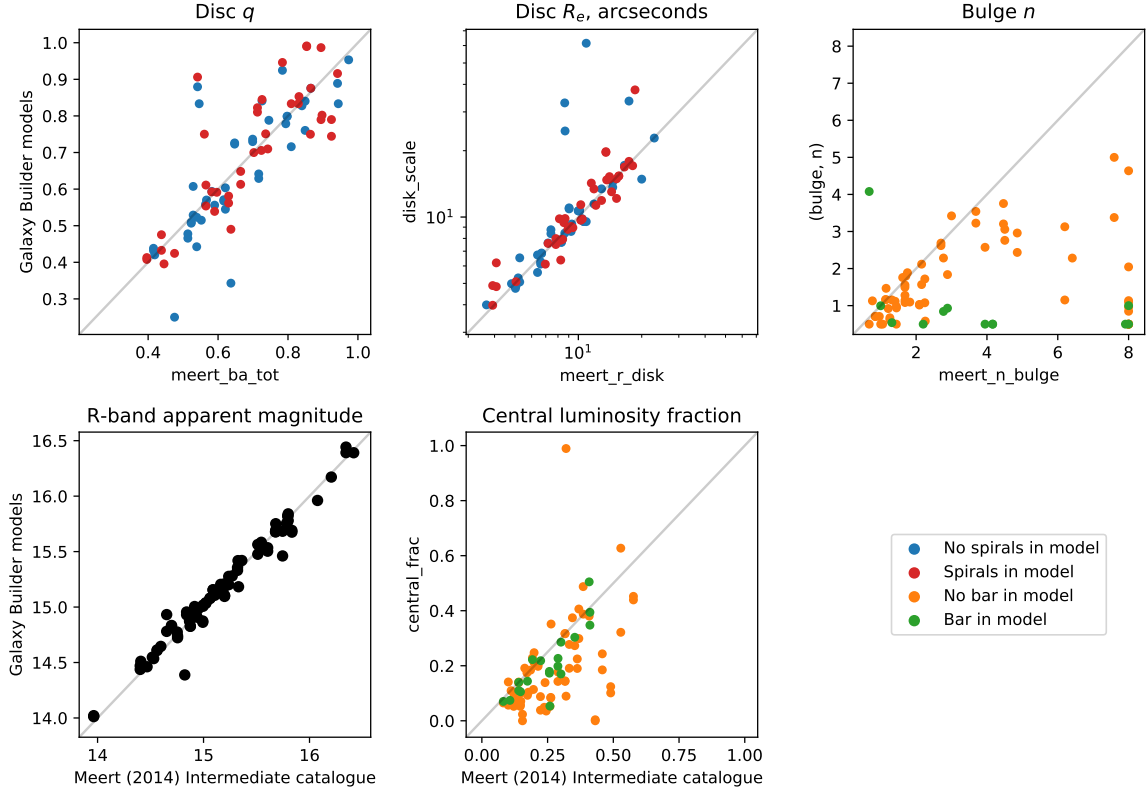 Disc q
Disc Re, arcseconds
Bulge n
1.0
0.9
0.8
0.7
0.6
0.5
0.4
0.3
Galaxy Builder models
0.4 0.6 0.8 1.0
meert_ba_tot
10¹
disk_scale
10¹
meert_r_disk
8
7
6
5
4
3
2
1
(bulge, n)
2 4 6 8
meert_n_bulge
R-band apparent magnitude
Central luminosity fraction
16.5
16.0
15.5
15.0
14.5
14.0
Galaxy Builder models
14 15 16
Meert (2014) Intermediate catalogue
1.0
0.8
0.6
0.4
0.2
0.0
central_frac
0.00 0.25 0.50 0.75 1.00
Meert (2014) Intermediate catalogue
No spirals in model
Spirals in model
No bar in model
Bar in model